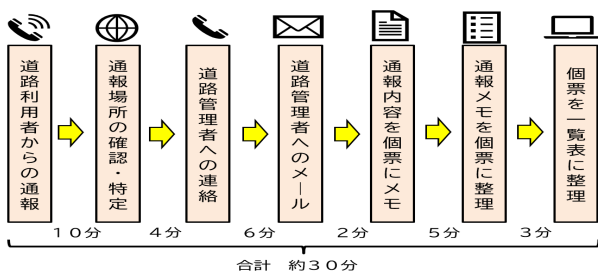 道路利用者からの通報
通報場所の確認・特定
道路管理者への連絡
道路管理者へのメール
通報内容を個票にメモ
通報メモを個票に整理
個票を一覧表に整理
10分
4分
6分
2分
5分
3分
合計 約30分